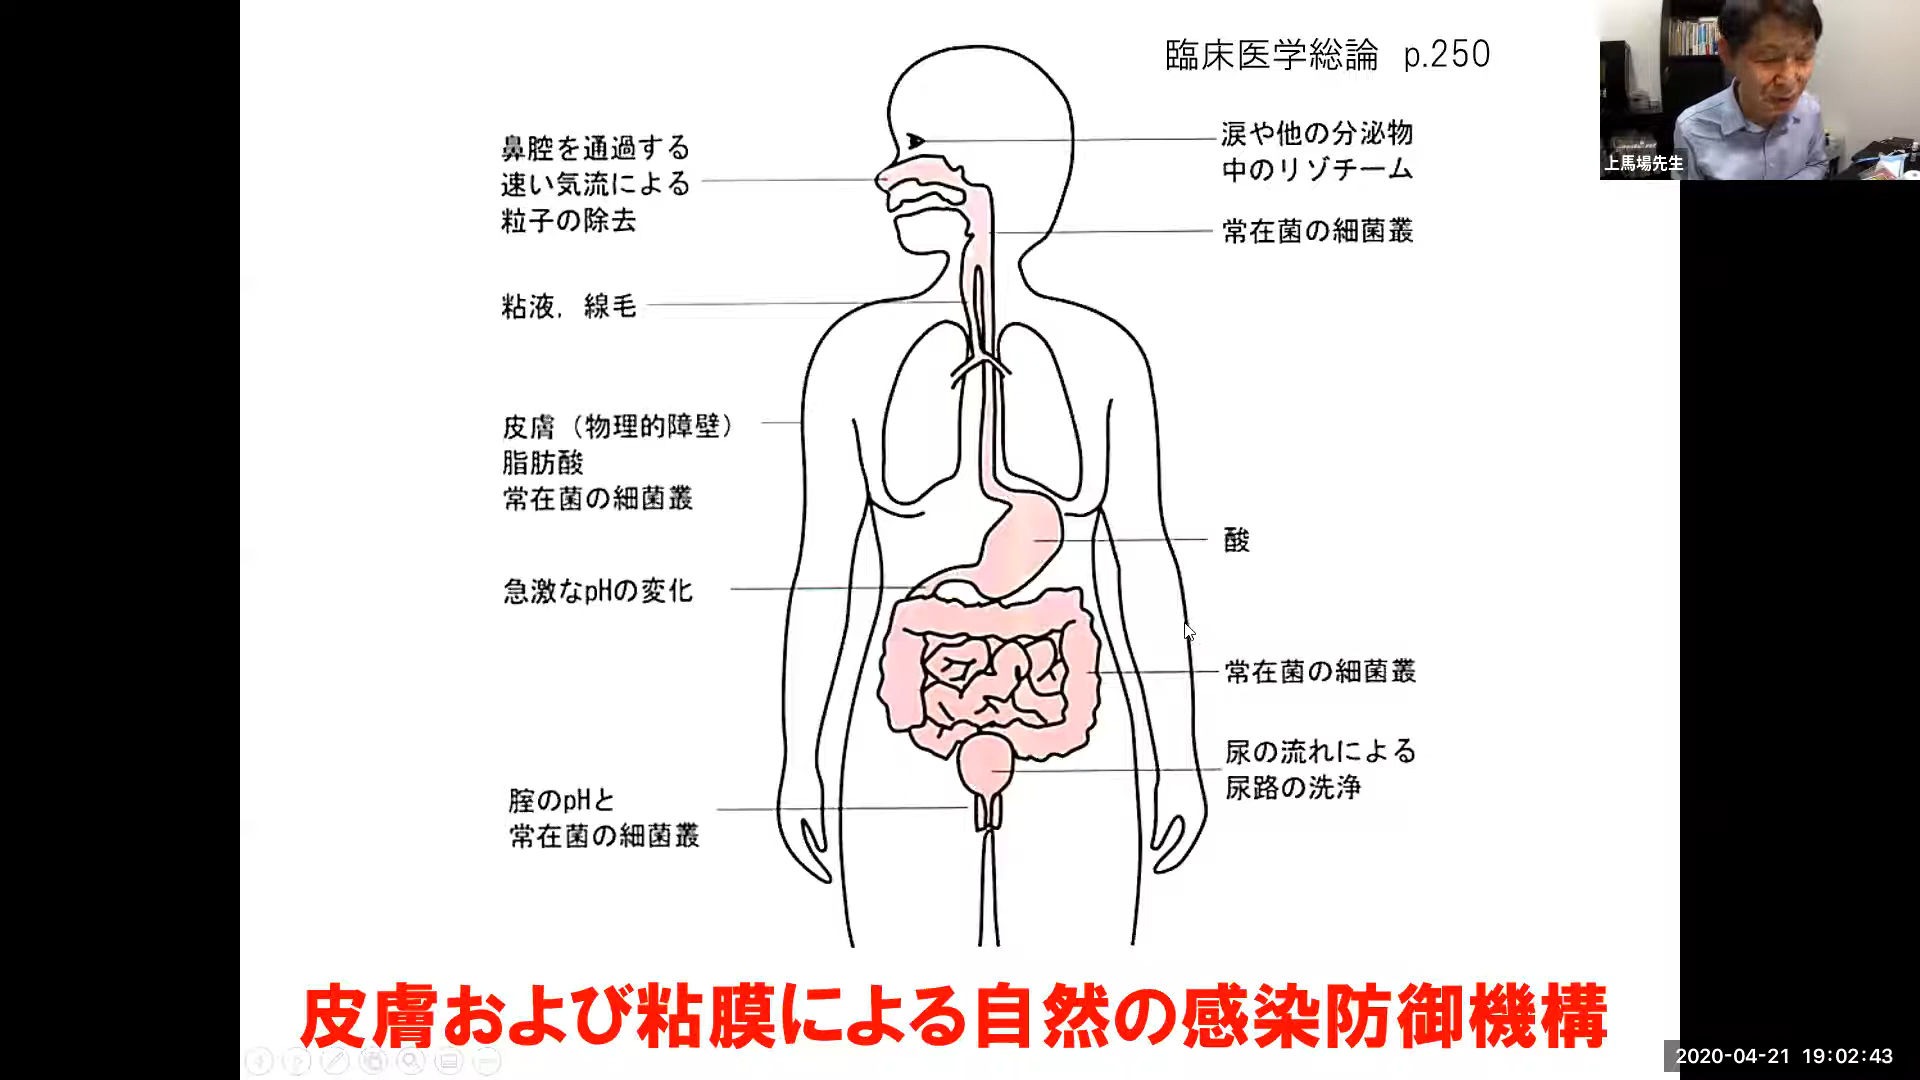 臨床医学総論 p.250
鼻腔を通過する
速い気流による
粒子の除去
粘液，線毛
皮膚（物理的障壁）
脂肪酸
常在菌の細菌叢
急激なpHの変化
腟のpHと
常在菌の細菌叢
涙や他の分泌物
中のリゾチーム
常在菌の細菌叢
酸
常在菌の細菌叢
尿の流れによる
尿路の洗浄
皮膚および粘膜による自然の感染防御機構
上馬場先生
2020-04-21 19:02:43